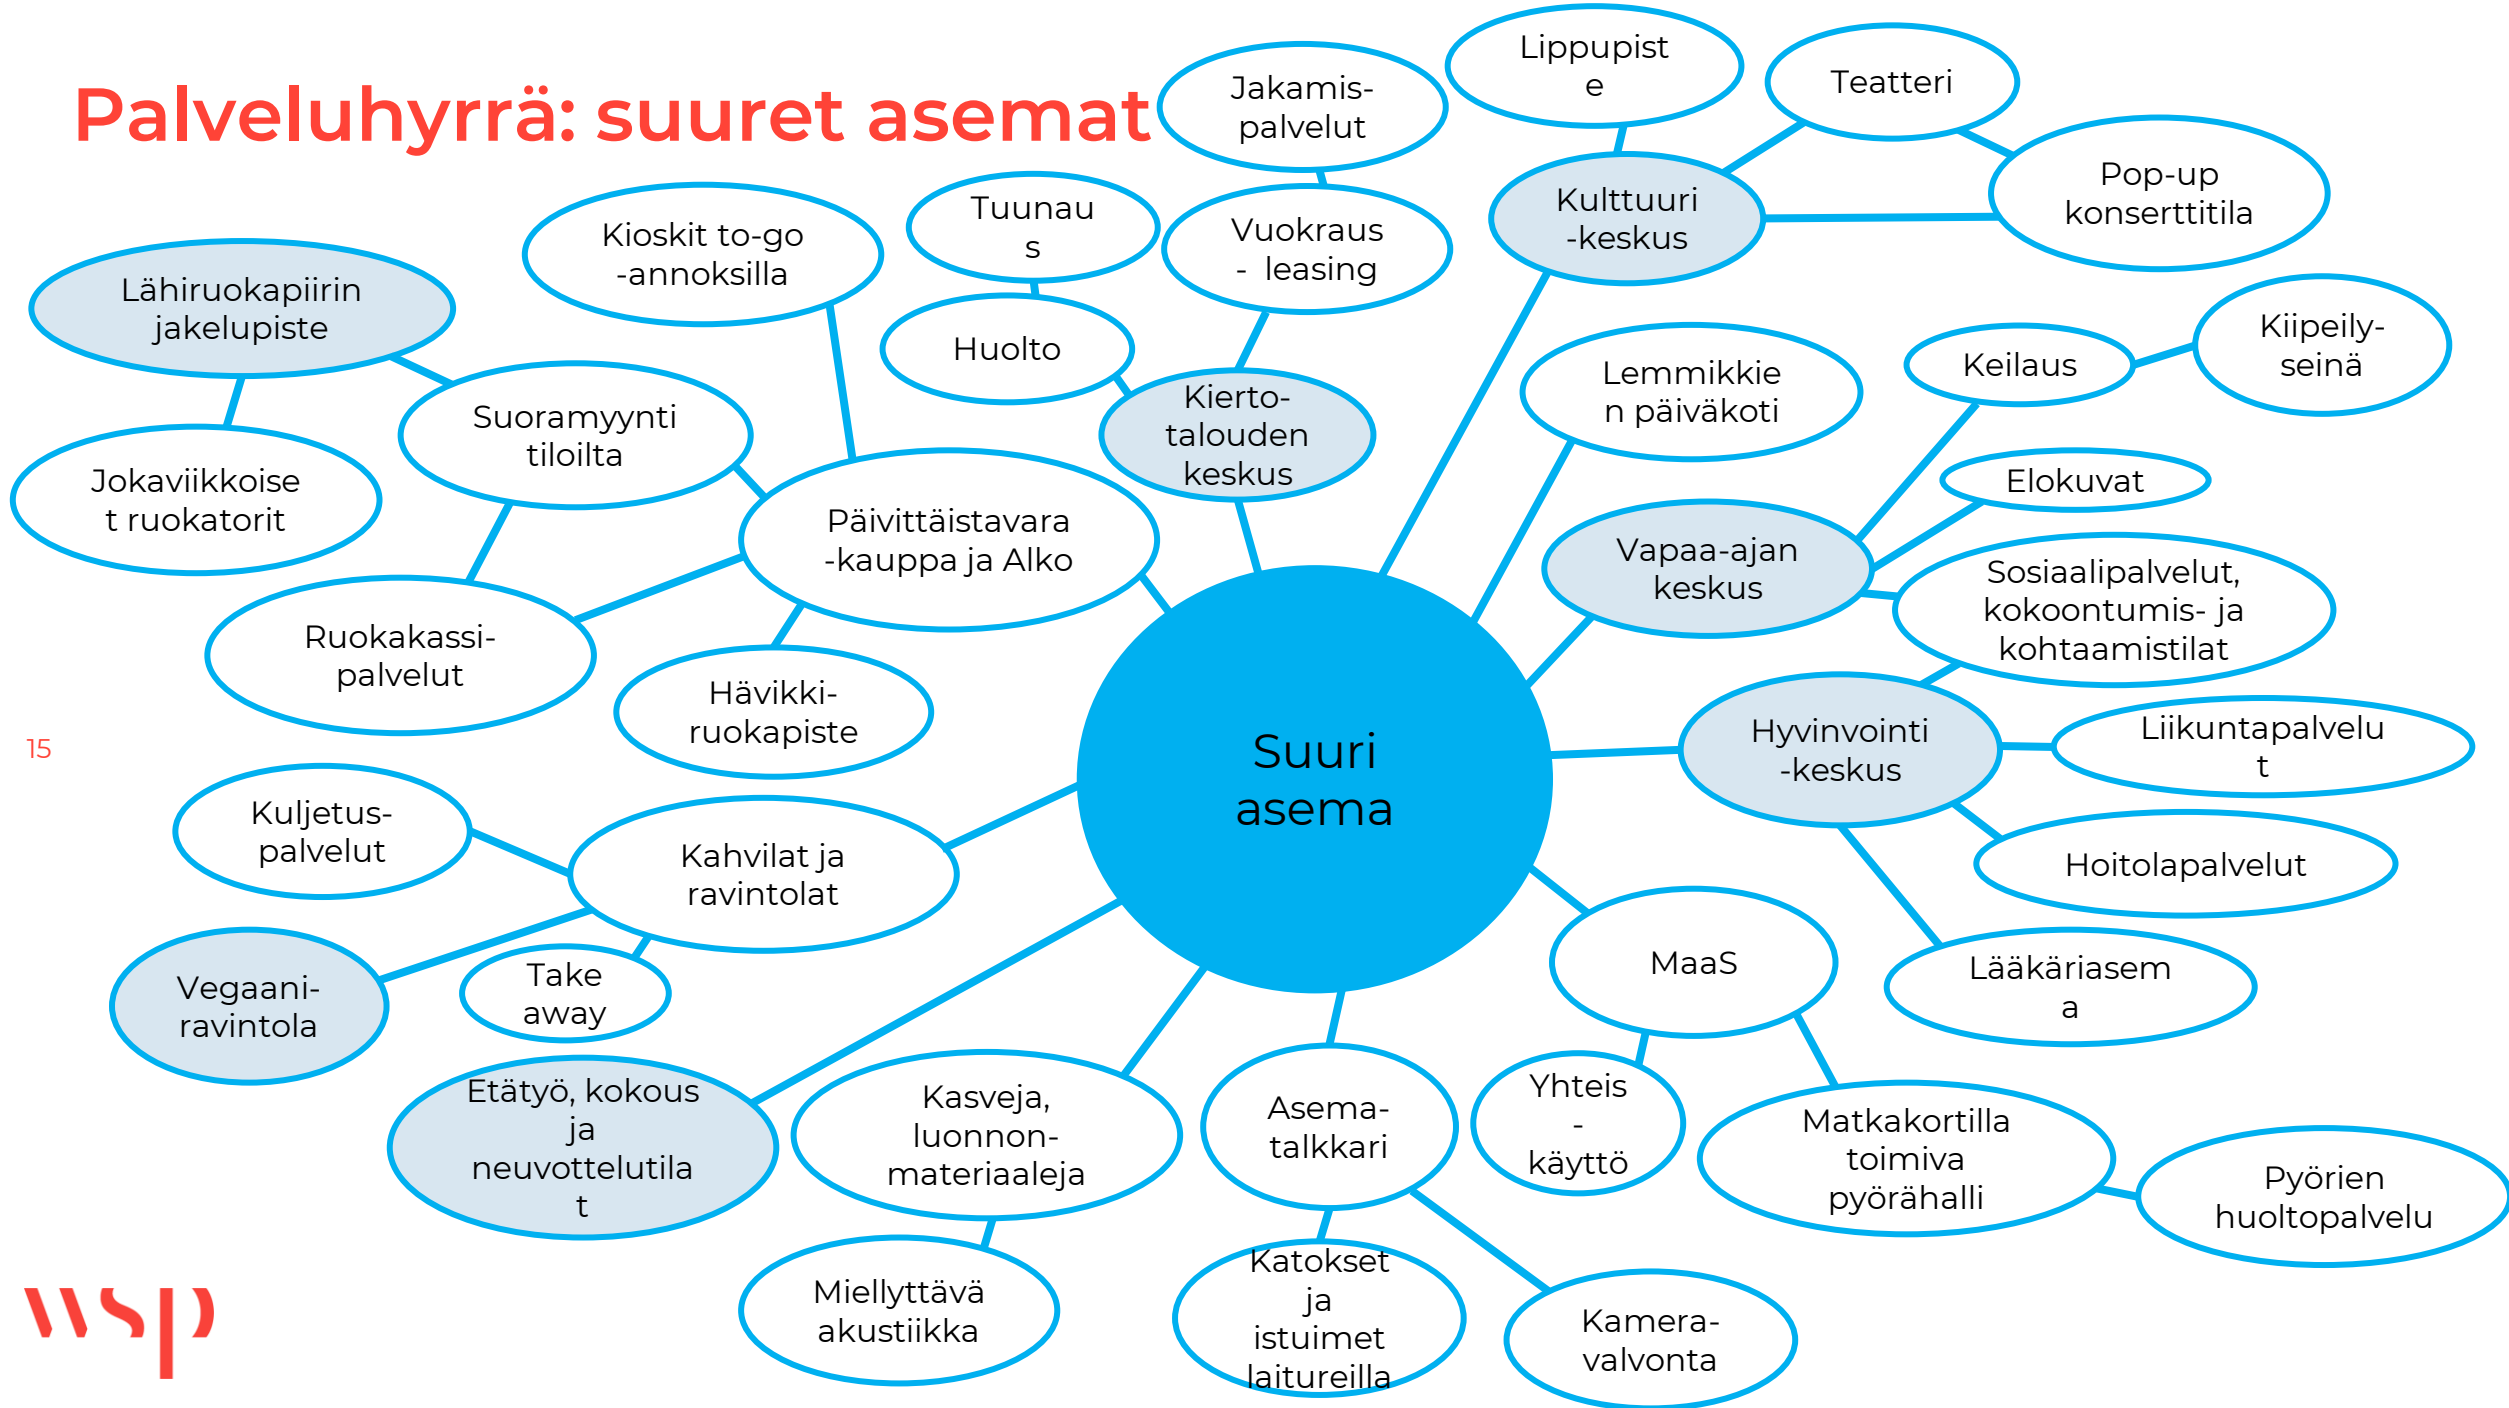 Palveluhyrrä: suuret asemat
Jakamis-
palvelut
Lippupist
e
Teatteri
Pop-up
konserttitila
Kulttuuri
-keskus
Tuunau
s
Vuokraus
- leasing
Kioskit to-go
-annoksilla
Lähiruokapiirin
jakelupiste
Huolto
Kierto-
talouden
keskus
Lemmikkie
n päiväkoti
Keilaus
Kiipeily-
seinä
Suoramyynti
tiloilta
Jokaviikkoise
t ruokatorit
Päivittäistavara
-kauppa ja Alko
Elokuvat
Vapaa-ajan
keskus
Sosiaalipalvelut,
kokoontumis- ja
kohtaamistilat
Ruokakassi-
palvelut
Hävikki-
ruokapiste
Suuri
asema
Hyvinvointi
-keskus
Liikuntapalvelu
t
15
Kuljetus-
palvelut
Kahvilat ja
ravintolat
Hoitolapalvelut
Vegaani-
ravintola
Take
away
MaaS
Lääkäriasem
a
Etätyö, kokous
ja
neuvottelutila
t
Kasveja,
luonnon-
materiaaleja
Asema-
talkkari
Yhteis
-
käyttö
Matkakortilla
toimiva
pyörähalli
Pyörien
huoltopalvelu
Miellyttävä
akustiikka
Katokset
ja
istuimet
laitureilla
Kamera-
valvonta
wsp